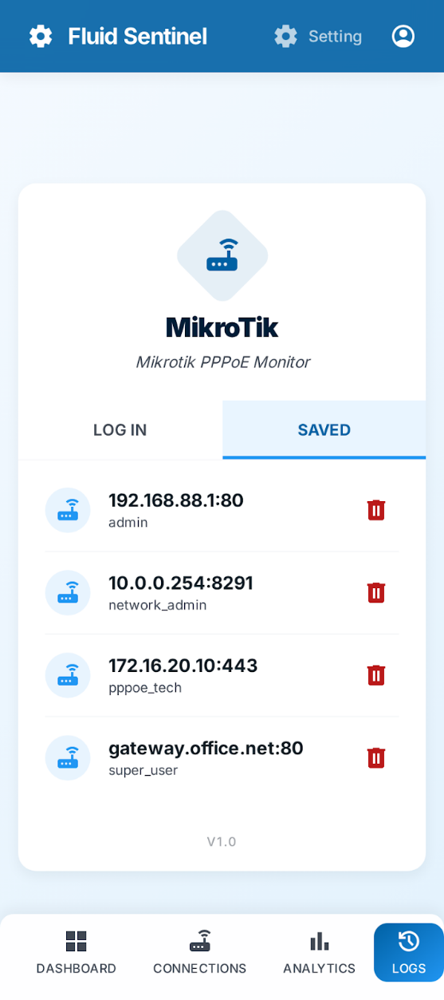 Fluid Sentinel
Setting
MikroTik
Mikrotik PPPoE Monitor
LOG IN
SAVED
192.168.88.1:80
admin
10.0.0.254:8291
network_admin
172.16.20.10:443
pppoe_tech
gateway.office.net:80
super_user
V1.0
DASHBOARD
CONNECTIONS
ANALYTICS
LOGS